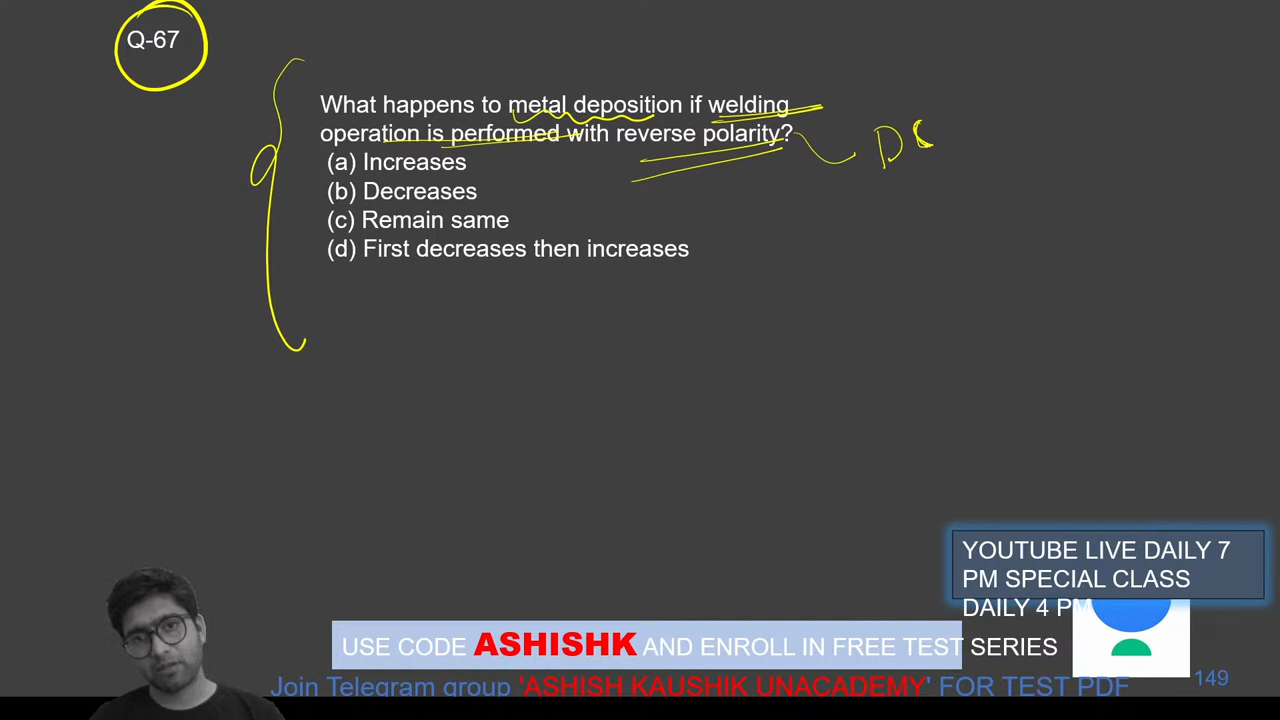 Q-67
What happens to metal deposition if welding
operation is performed with reverse polarity?
(a) Increases
(b) Decreases
(c) Remain same
(d) First decreases then increases
D
YOUTUBE LIVE DAILY 7
PM SPECIAL CLASS
DAILY 4 PM
USE CODE ASHISHK AND ENROLL IN FREE TEST SERIES
Join Telegram group 'ASHISH KAUSHIK UNACADEMY' FOR TEST PDF
149